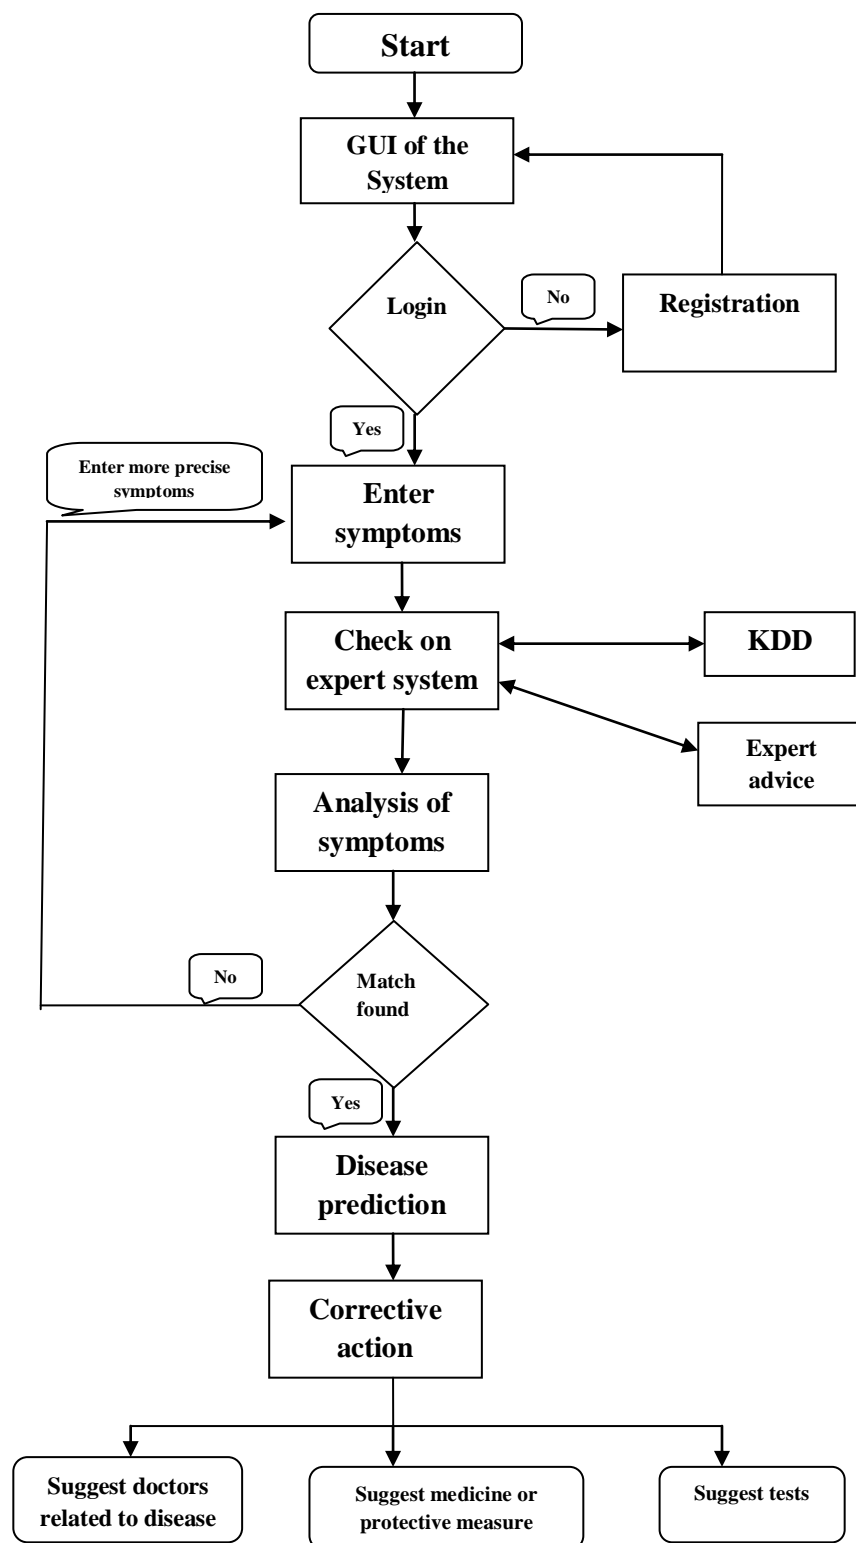 Start
GUI of the
System
Login
No
Registration
Yes
Enter more precise
symptoms
Enter
symptoms
Check on
expert system
KDD
Expert
advice
Analysis of
symptoms
No
Match
found
Yes
Disease
prediction
Corrective
action
Suggest doctors
related to disease
Suggest medicine or
protective measure
Suggest tests